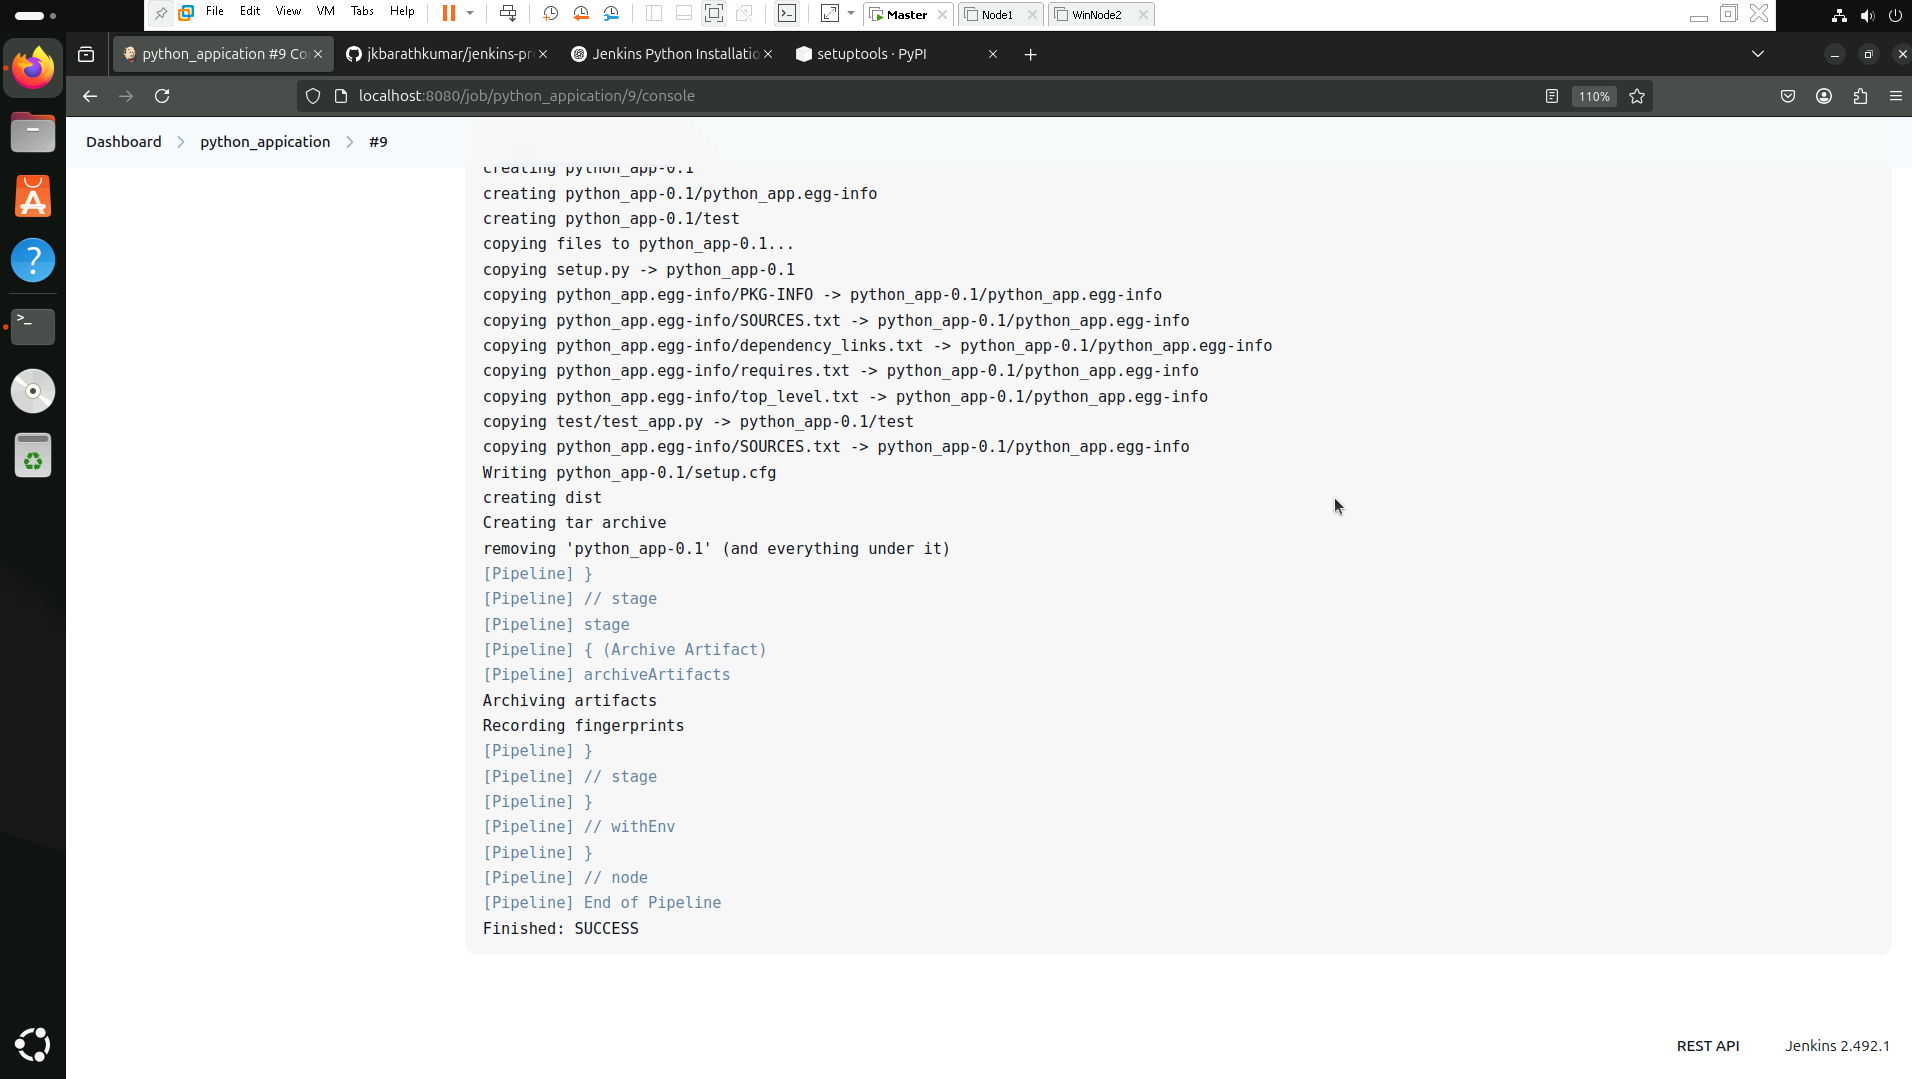 File Edit View VM Tabs Help
Master Node1 WinNode2
python_appication #9 Co
jkbarathkumar/jenkins-pr
Jenkins Python Installatio
setuptools · PyPI
localhost:8080/job/python_appication/9/console
110%
Dashboard python_appication #9
creating python_app-0.1
creating python_app-0.1/python_app.egg-info
creating python_app-0.1/test
copying files to python_app-0.1...
copying setup.py -> python_app-0.1
copying python_app.egg-info/PKG-INFO -> python_app-0.1/python_app.egg-info
copying python_app.egg-info/SOURCES.txt -> python_app-0.1/python_app.egg-info
copying python_app.egg-info/dependency_links.txt -> python_app-0.1/python_app.egg-info
copying python_app.egg-info/requires.txt -> python_app-0.1/python_app.egg-info
copying python_app.egg-info/top_level.txt -> python_app-0.1/python_app.egg-info
copying test/test_app.py -> python_app-0.1/test
copying python_app.egg-info/SOURCES.txt -> python_app-0.1/python_app.egg-info
Writing python_app-0.1/setup.cfg
creating dist
Creating tar archive
removing 'python_app-0.1' (and everything under it)
[Pipeline] }
[Pipeline] // stage
[Pipeline] stage
[Pipeline] { (Archive Artifact)
[Pipeline] archiveArtifacts
Archiving artifacts
Recording fingerprints
[Pipeline] }
[Pipeline] // stage
[Pipeline] }
[Pipeline] // withEnv
[Pipeline] }
[Pipeline] // node
[Pipeline] End of Pipeline
Finished: SUCCESS
REST API Jenkins 2.492.1